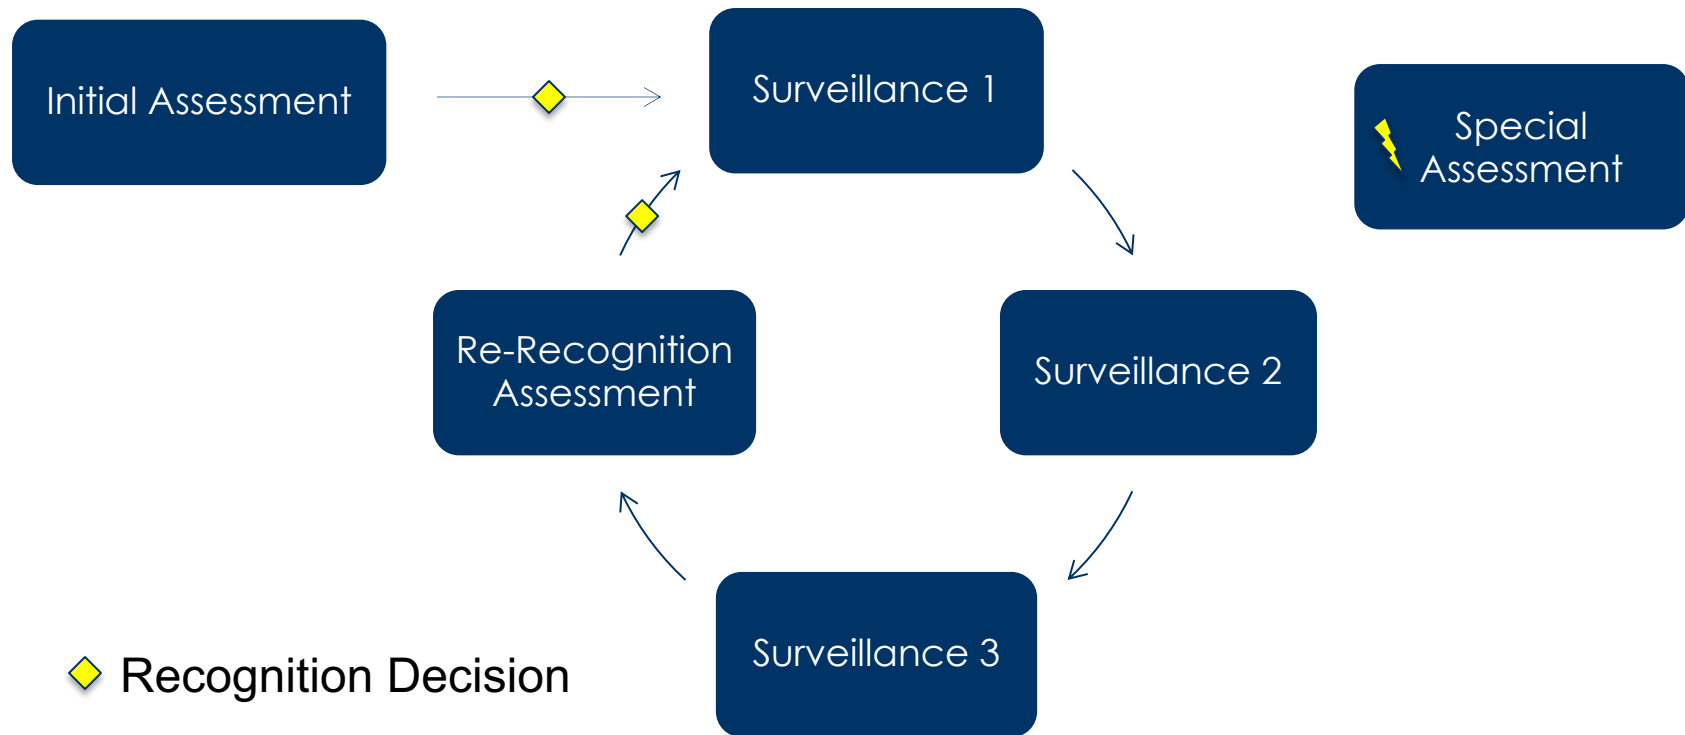 Initial Assessment
Surveillance 1
Special
Assessment
Re-Recognition
Assessment
Surveillance 2
Surveillance 3
Recognition Decision